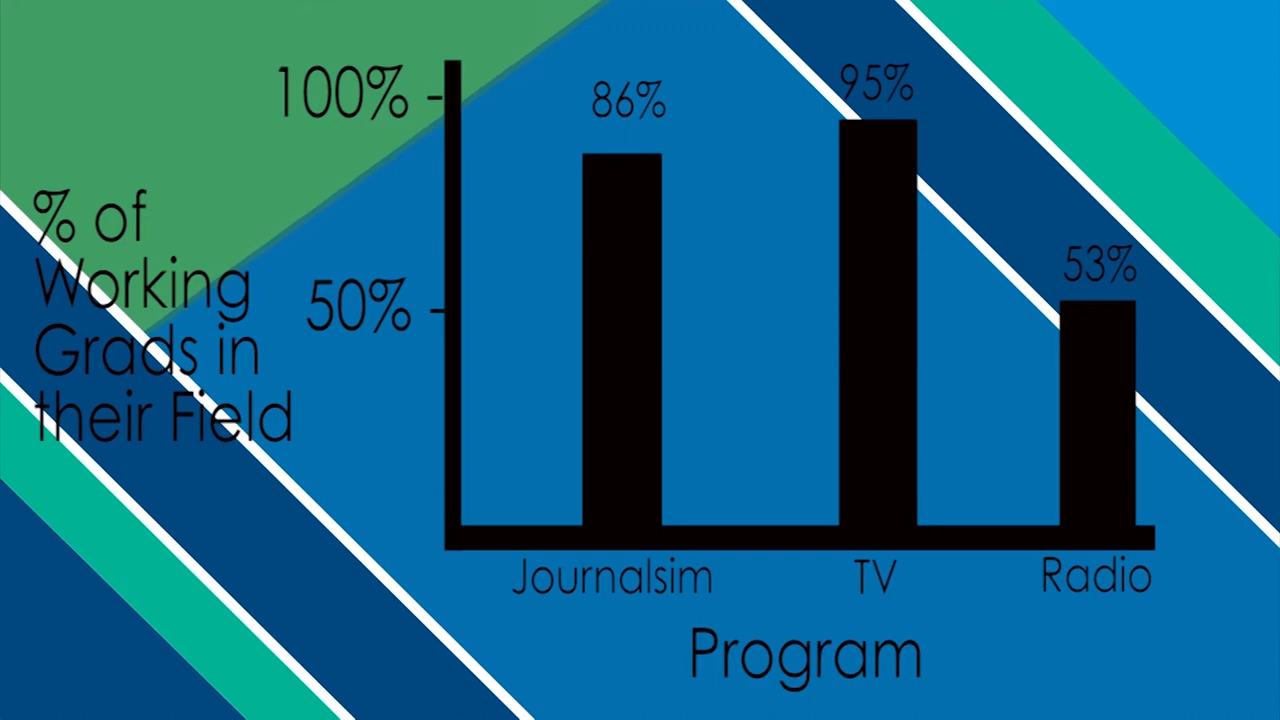 100% -
86%
95%
% of
Working
Grads in
their Field
50% -
53%
Journalsim
TV
Radio
Program